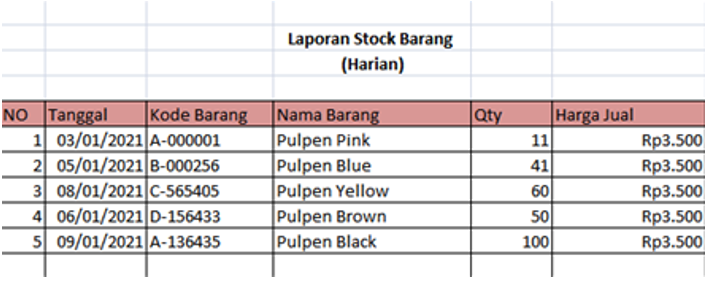 Laporan Stock Barang
(Harian)
NO Tanggal Kode Barang Nama Barang Qty Harga Jual
1 03/01/2021 A-000001 Pulpen Pink 11 Rp3.500
2 05/01/2021 B-000256 Pulpen Blue 41 Rp3.500
3 08/01/2021 C-565405 Pulpen Yellow 60 Rp3.500
4 06/01/2021 D-156433 Pulpen Brown 50 Rp3.500
5 09/01/2021 A-136435 Pulpen Black 100 Rp3.500